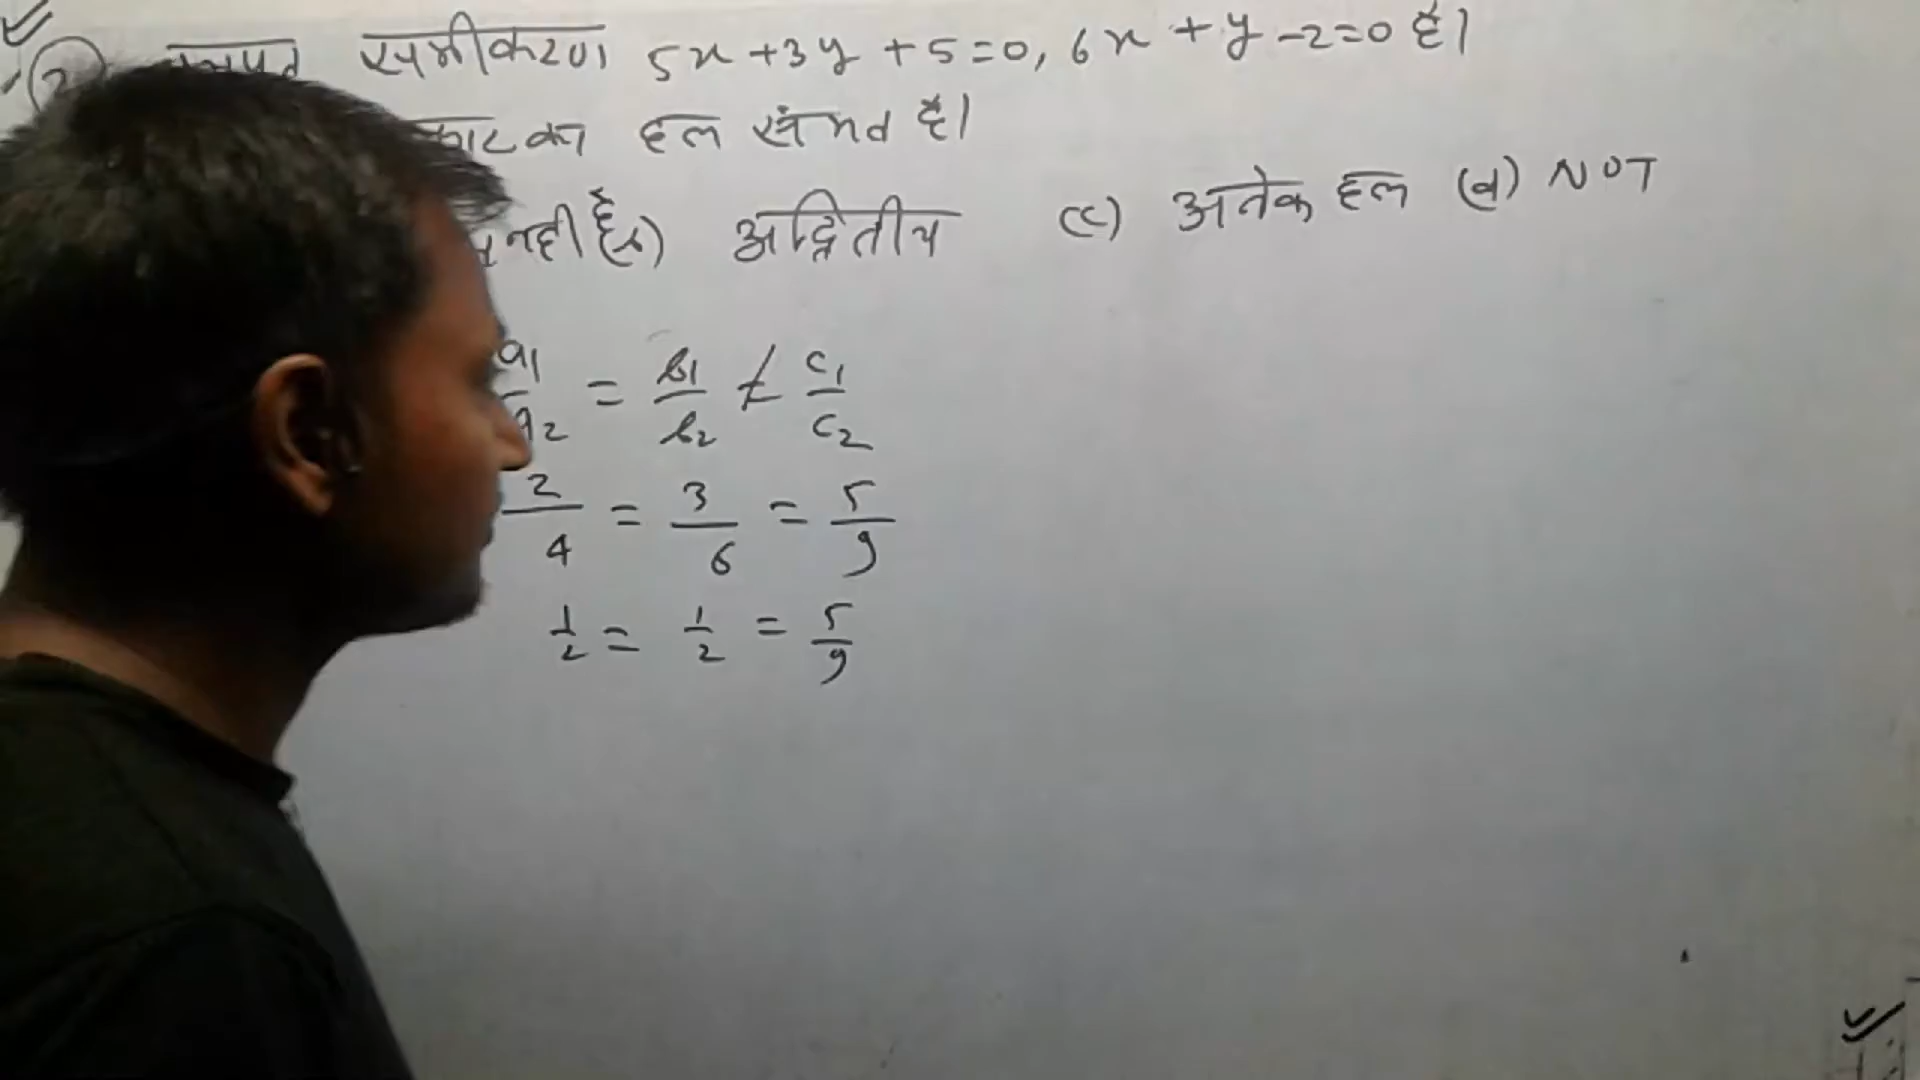 (2) समीकरण 5x + 3y + 5 = 0, 6x + y - 2 = 0 है।
का हल संभव है।
नहीं है (b) अद्वितीय (c) अनेक हल (d) NOT
a1/a2 = b1/b2 ≠ c1/c2
2/4 = 3/6 = 5/9
1/2 = 1/2 = 5/9